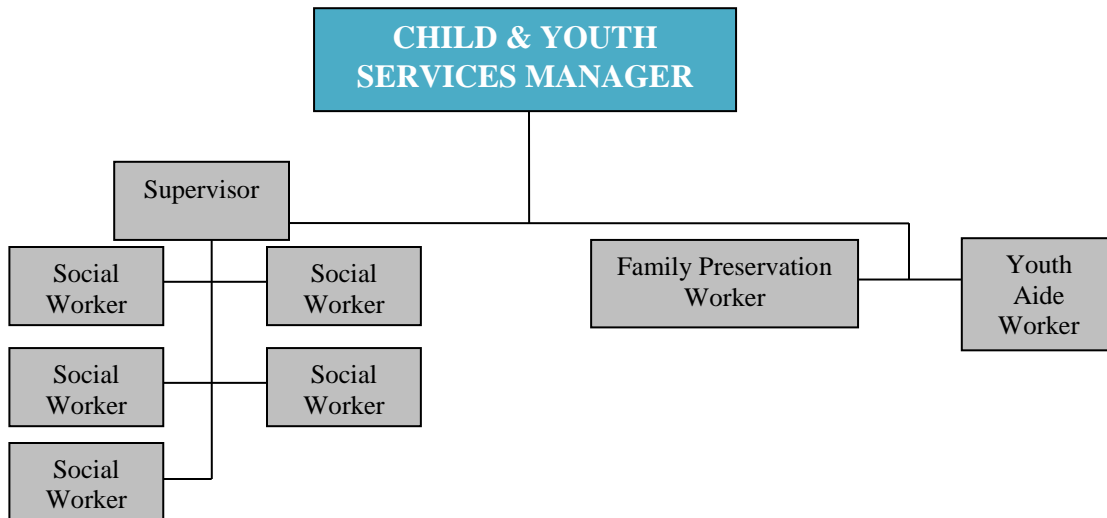 CHILD & YOUTH
SERVICES MANAGER
Supervisor
Social
Worker
Social
Worker
Family Preservation
Worker
Youth
Aide
Worker
Social
Worker
Social
Worker
Social
Worker